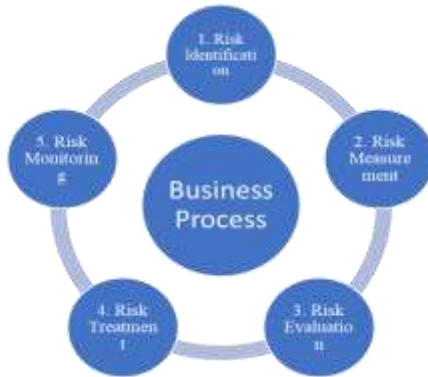 1. Risk
Identificati
on
2. Risk
Measure
ment
3. Risk
Evaluatio
n
4. Risk
Treatmen
t
5. Risk
Monitorin
g
Business
Process